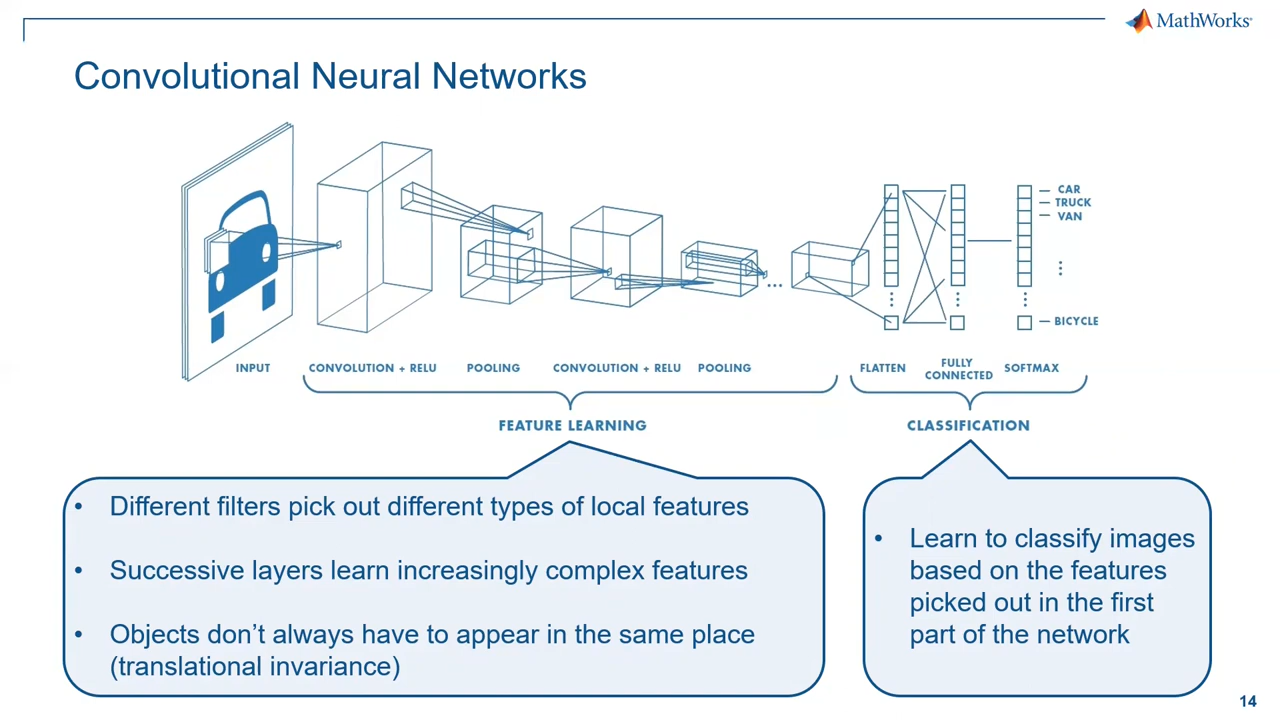 MathWorks®
Convolutional Neural Networks
CAR
TRUCK
VAN
BICYCLE
INPUT
CONVOLUTION + RELU
POOLING
CONVOLUTION + RELU
POOLING
FLATTEN
FULLY
CONNECTED
SOFTMAX
FEATURE LEARNING
CLASSIFICATION
• Different filters pick out different types of local features
• Successive layers learn increasingly complex features
• Objects don’t always have to appear in the same place
(translational invariance)
• Learn to classify images
based on the features
picked out in the first
part of the network
14